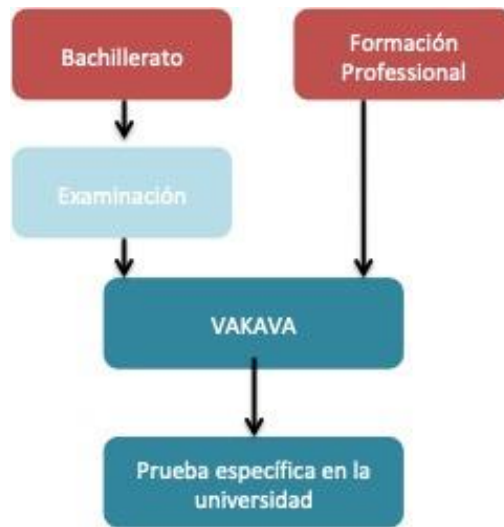 Bachillerato
Formación
Professional
Examinación
VAKAVA
Prueba específica en la
universidad